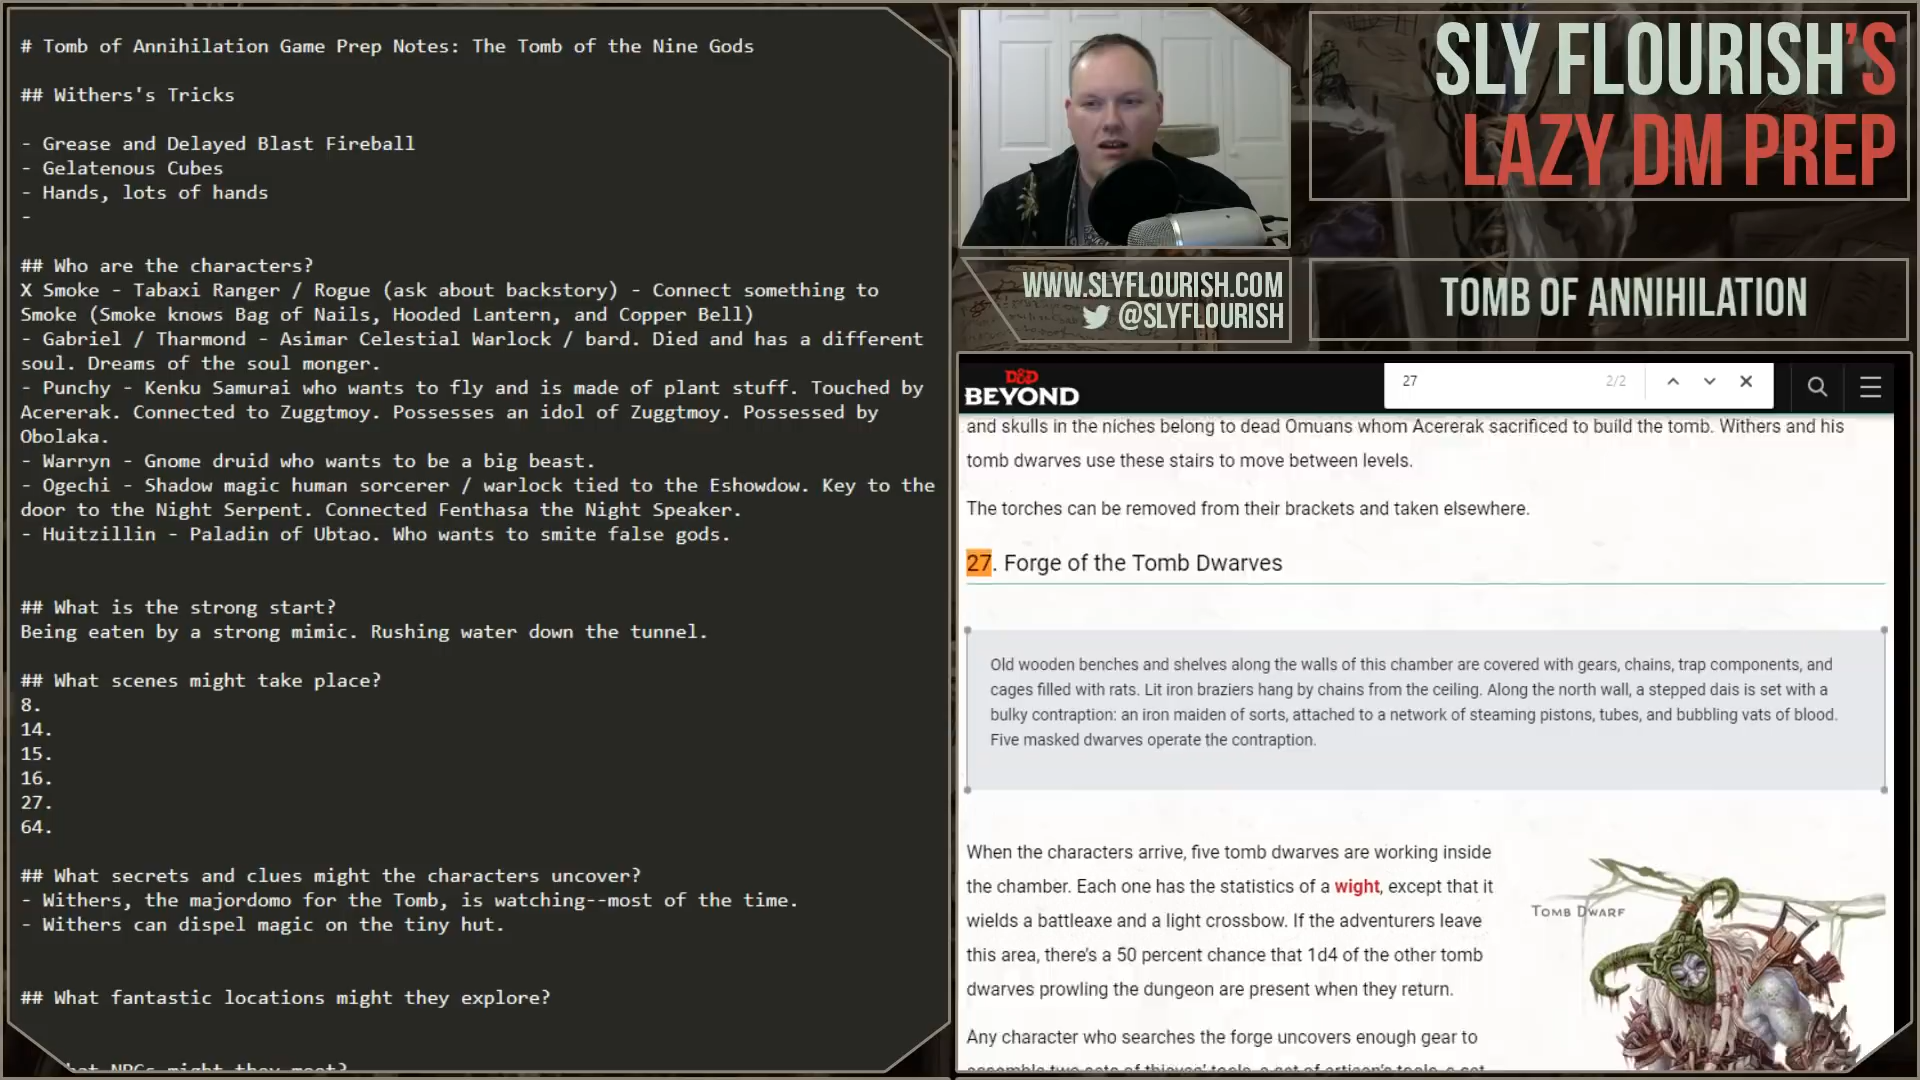 # Tomb of Annihilation Game Prep Notes: The Tomb of the Nine Gods
## Withers's Tricks
- Grease and Delayed Blast Fireball
- Gelatenous Cubes
- Hands, lots of hands
-
## Who are the characters?
X Smoke - Tabaxi Ranger / Rogue (ask about backstory) - Connect something to
Smoke (Smoke knows Bag of Nails, Hooded Lantern, and Copper Bell)
- Gabriel / Tharmond - Asimar Celestial Warlock / bard. Died and has a different
soul. Dreams of the soul monger.
- Punchy - Kenku Samurai who wants to fly and is made of plant stuff. Touched by
Acererak. Connected to Zuggtmoy. Possesses an idol of Zuggtmoy. Possessed by
Obolaka.
- Warryn - Gnome druid who wants to be a big beast.
- Ogechi - Shadow magic human sorcerer / warlock tied to the Eshowdow. Key to the
door to the Night Serpent. Connected Fenthasa the Night Speaker.
- Huitzillin - Paladin of Ubtao. Who wants to smite false gods.
## What is the strong start?
Being eaten by a strong mimic. Rushing water down the tunnel.
## What scenes might take place?
8.
14.
15.
16.
27.
64.
## What secrets and clues might the characters uncover?
- Withers, the majordomo for the Tomb, is watching--most of the time.
- Withers can dispel magic on the tiny hut.
## What fantastic locations might they explore?
NPCs might they meet?
SLY FLOURISH'S
LAZY DM PREP
WWW.SLYFLOURISH.COM
@SLYFLOURISH
TOMB OF ANNIHILATION
D&D
BEYOND
27
2/2
and skulls in the niches belong to dead Omuans whom Acererak sacrificed to build the tomb. Withers and his
tomb dwarves use these stairs to move between levels.
The torches can be removed from their brackets and taken elsewhere.
27. Forge of the Tomb Dwarves
Old wooden benches and shelves along the walls of this chamber are covered with gears, chains, trap components, and
cages filled with rats. Lit iron braziers hang by chains from the ceiling. Along the north wall, a stepped dais is set with a
bulky contraption: an iron maiden of sorts, attached to a network of steaming pistons, tubes, and bubbling vats of blood.
Five masked dwarves operate the contraption.
When the characters arrive, five tomb dwarves are working inside
the chamber. Each one has the statistics of a wight, except that it
wields a battleaxe and a light crossbow. If the adventurers leave
this area, there's a 50 percent chance that 1d4 of the other tomb
dwarves prowling the dungeon are present when they return.
Any character who searches the forge uncovers enough gear to
assemble two sets of thieves' tools, a set of artisan's tools, a set
TOMB DWARF